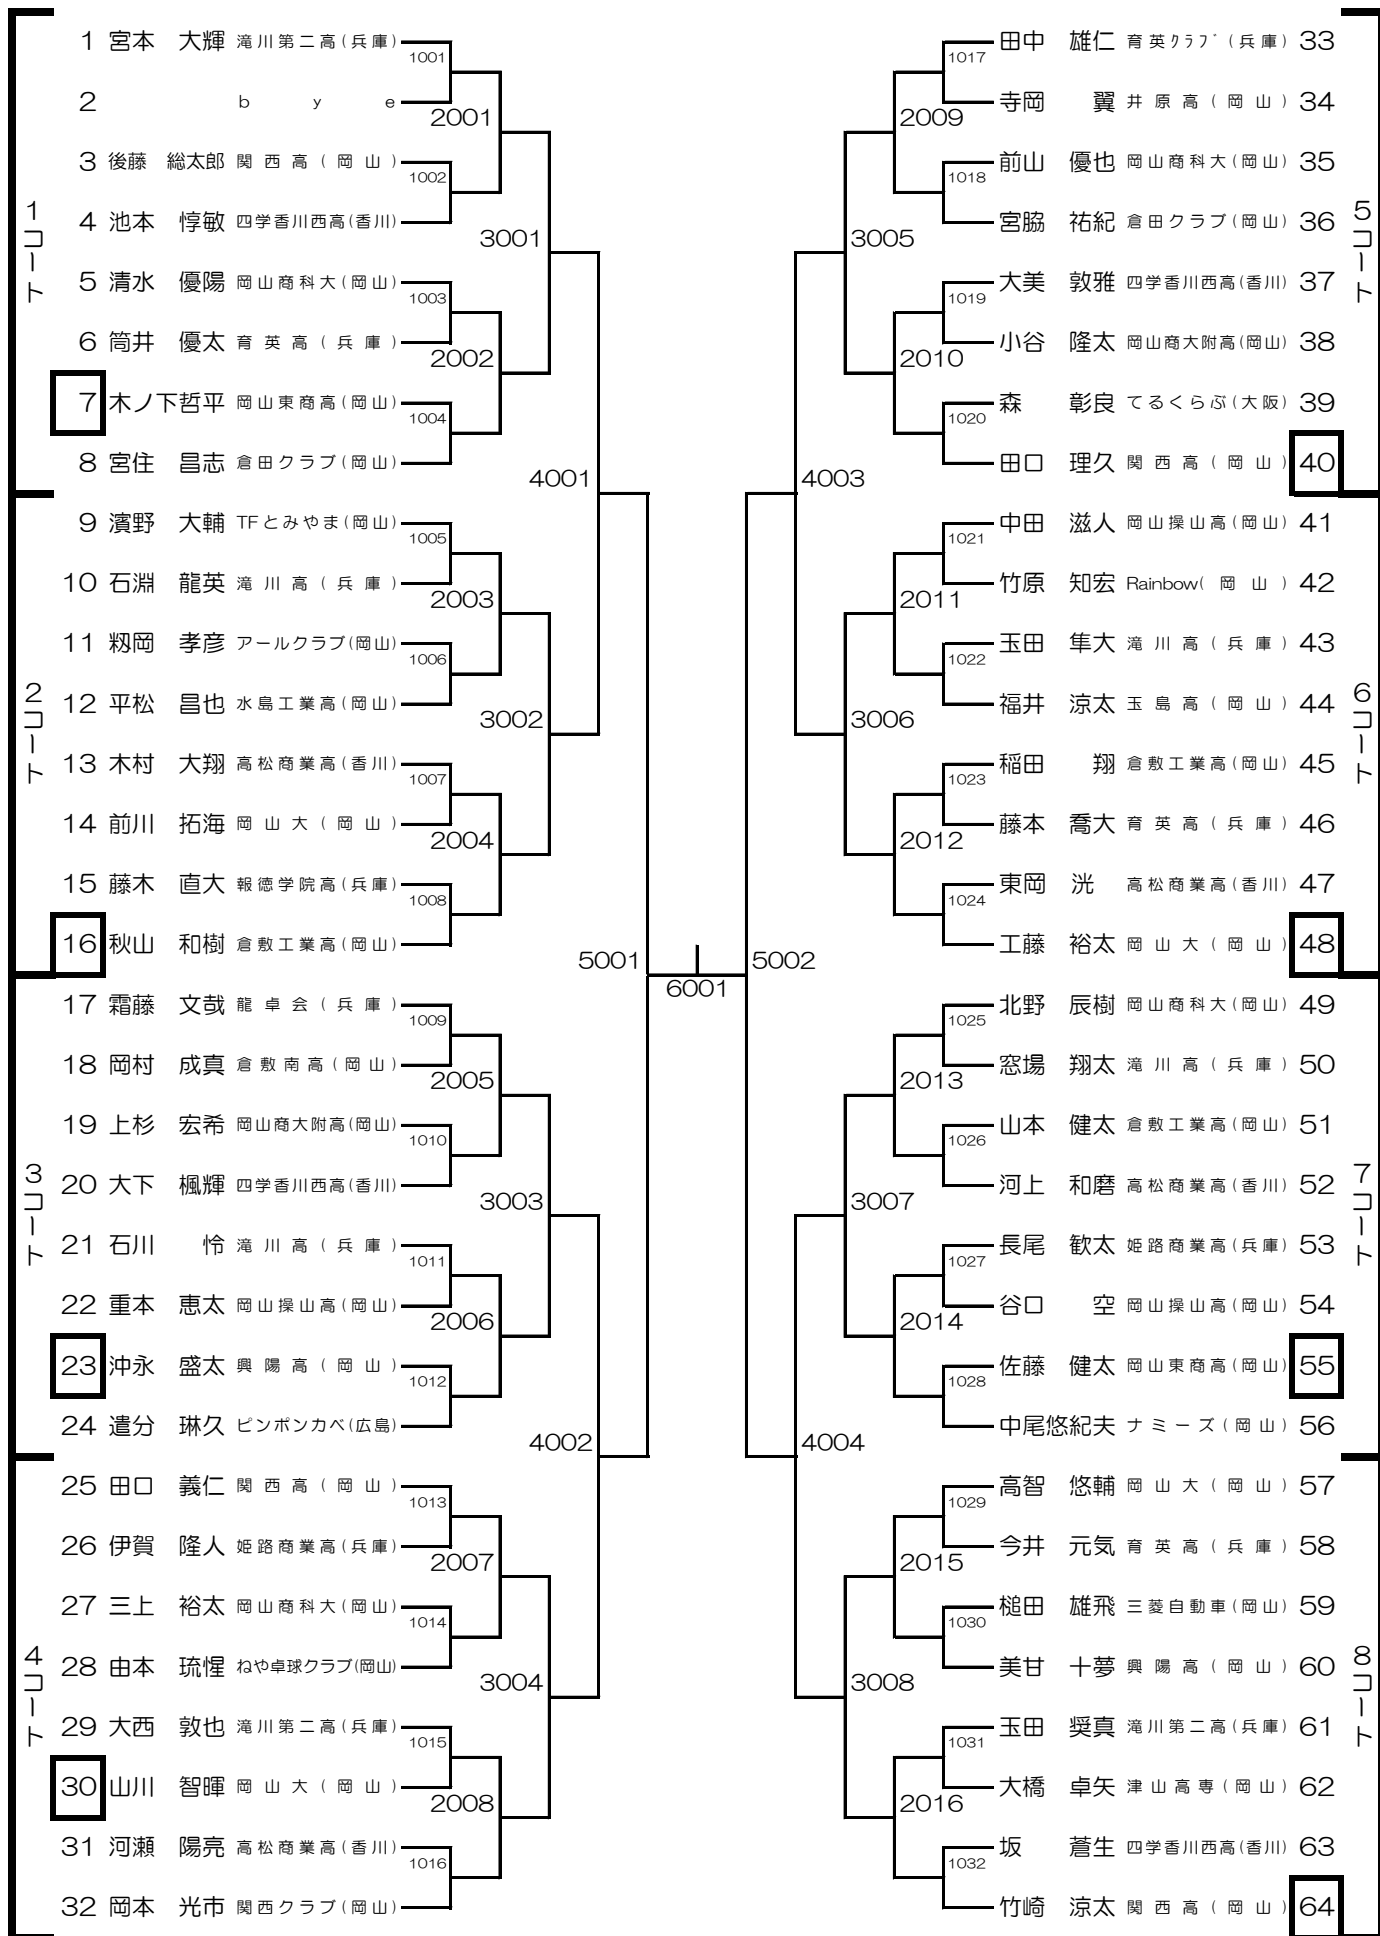 1 宮本 大輝 滝川第二高(兵庫)
1001
2 bye
2001
3 後藤 総太郎 関西高(岡山)
1002
4 池本 惇敏 四学香川西高(香川)
3001
5 清水 優陽 岡山商科大(岡山)
1003
6 筒井 優太 育英高(兵庫)
2002
7 木ノ下哲平 岡山東商高(岡山)
1004
8 宮住 昌志 倉田クラブ(岡山)
1コート
4001
9 濱野 大輔 TFとみやま(岡山)
1005
10 石淵 龍英 滝川高(兵庫)
2003
11 籾岡 孝彦 アールクラブ(岡山)
1006
12 平松 昌也 水島工業高(岡山)
3002
13 木村 大翔 高松商業高(香川)
1007
14 前川 拓海 岡山大(岡山)
2004
15 藤木 直大 報徳学院高(兵庫)
1008
16 秋山 和樹 倉敷工業高(岡山)
2コート
5001
17 霜藤 文哉 龍卓会(兵庫)
1009
18 岡村 成真 倉敷南高(岡山)
2005
19 上杉 宏希 岡山商大附高(岡山)
1010
20 大下 楓輝 四学香川西高(香川)
3003
21 石川 怜 滝川高(兵庫)
1011
22 重本 恵太 岡山操山高(岡山)
2006
23 沖永 盛太 興陽高(岡山)
1012
24 遣分 琳久 ピンポンカベ(広島)
3コート
4002
25 田口 義仁 関西高(岡山)
1013
26 伊賀 隆人 姫路商業高(兵庫)
2007
27 三上 裕太 岡山商科大(岡山)
1014
28 由本 琉惺 ねや卓球クラブ(岡山)
3004
29 大西 敦也 滝川第二高(兵庫)
1015
30 山川 智暉 岡山大(岡山)
2008
31 河瀬 陽亮 高松商業高(香川)
1016
32 岡本 光市 関西クラブ(岡山)
4コート
6001
田中 雄仁 育英クラブ(兵庫) 33
1017
寺岡 翼 井原高(岡山) 34
2009
前山 優也 岡山商科大(岡山) 35
1018
宮脇 祐紀 倉田クラブ(岡山) 36
3005
大美 敦雅 四学香川西高(香川) 37
1019
小谷 隆太 岡山商大附高(岡山) 38
2010
森 彰良 てるくらぶ(大阪) 39
1020
田口 理久 関西高(岡山) 40
5コート
4003
中田 滋人 岡山操山高(岡山) 41
1021
竹原 知宏 Rainbow(岡山) 42
2011
玉田 隼大 滝川高(兵庫) 43
1022
福井 涼太 玉島高(岡山) 44
3006
稲田 翔 倉敷工業高(岡山) 45
1023
藤本 喬大 育英高(兵庫) 46
2012
東岡 洸 高松商業高(香川) 47
1024
工藤 裕太 岡山大(岡山) 48
6コート
5002
北野 辰樹 岡山商科大(岡山) 49
1025
窓場 翔太 滝川高(兵庫) 50
2013
山本 健太 倉敷工業高(岡山) 51
1026
河上 和磨 高松商業高(香川) 52
3007
長尾 歓太 姫路商業高(兵庫) 53
1027
谷口 空 岡山操山高(岡山) 54
2014
佐藤 健太 岡山東商高(岡山) 55
1028
中尾悠紀夫 ナミーズ(岡山) 56
7コート
4004
高智 悠輔 岡山大(岡山) 57
1029
今井 元気 育英高(兵庫) 58
2015
槌田 雄飛 三菱自動車(岡山) 59
1030
美甘 十夢 興陽高(岡山) 60
3008
玉田 奨真 滝川第二高(兵庫) 61
1031
大橋 卓矢 津山高専(岡山) 62
2016
坂 蒼生 四学香川西高(香川) 63
1032
竹崎 涼太 関西高(岡山) 64
8コート